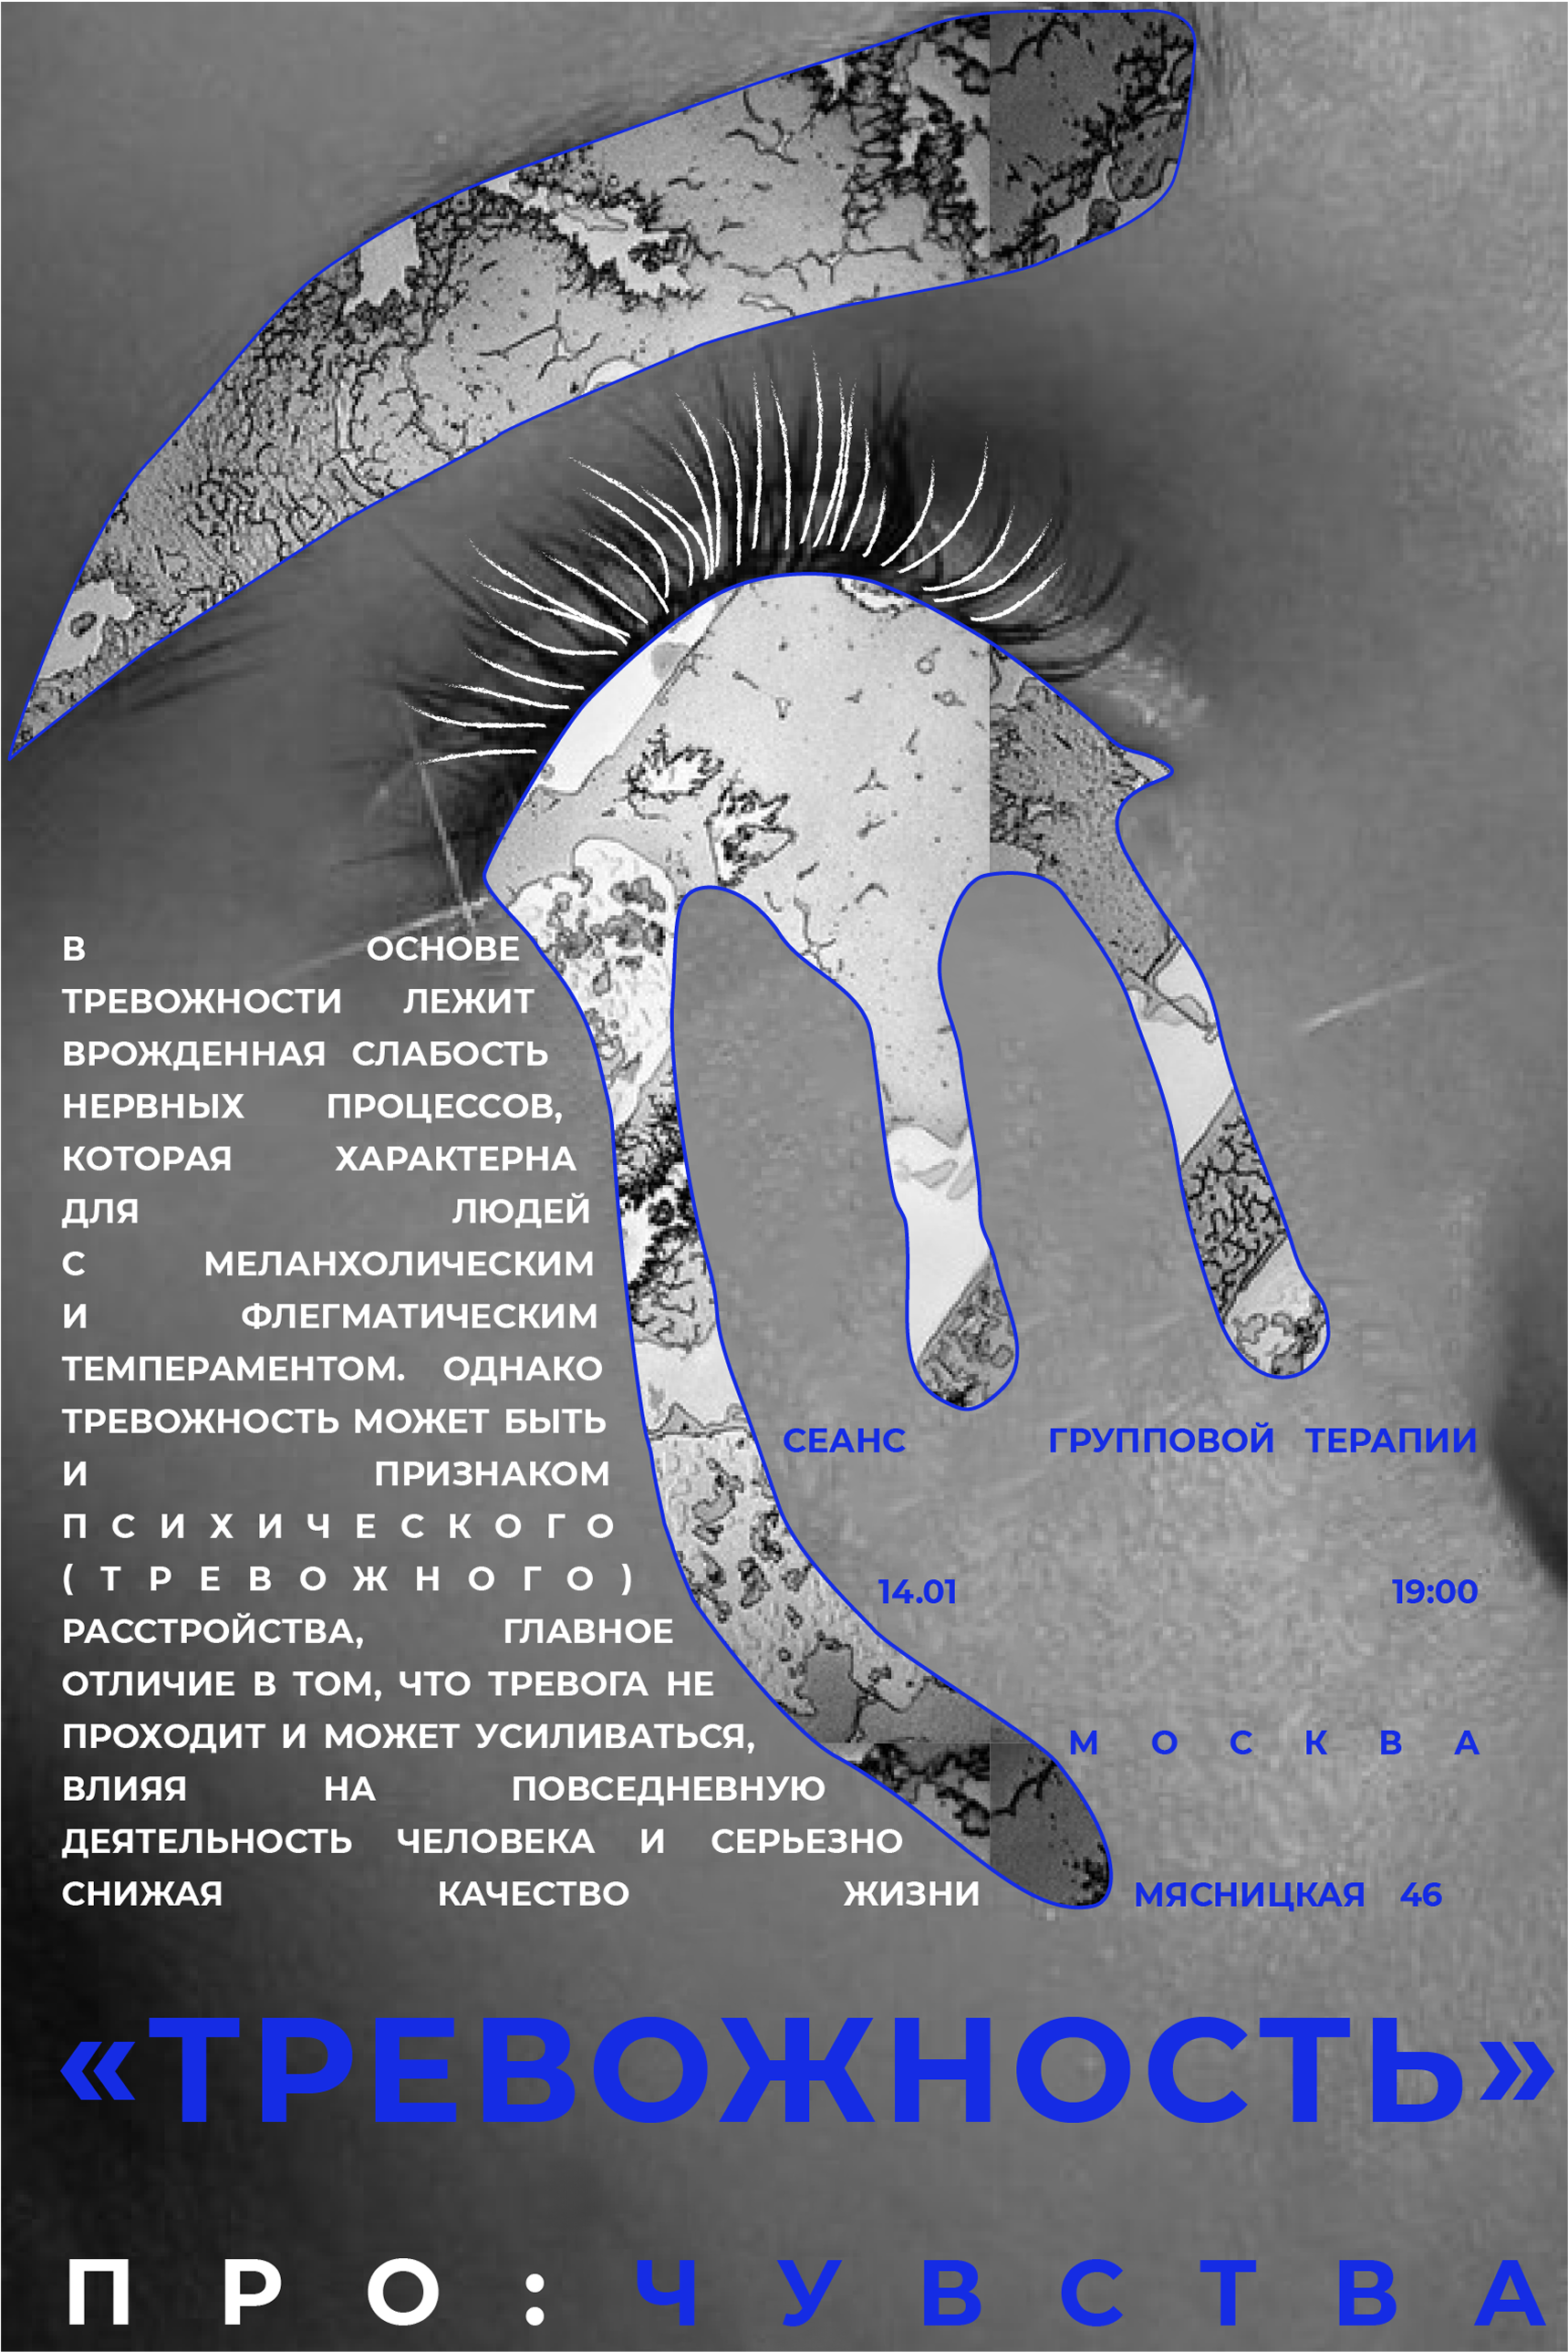 В ОСНОВЕ
ТРЕВОЖНОСТИ ЛЕЖИТ
ВРОЖДЕННАЯ СЛАБОСТЬ
НЕРВНЫХ ПРОЦЕССОВ,
КОТОРАЯ ХАРАКТЕРНА
ДЛЯ ЛЮДЕЙ
С МЕЛАНХОЛИЧЕСКИМ
И ФЛЕГМАТИЧЕСКИМ
ТЕМПЕРАМЕНТОМ. ОДНАКО
ТРЕВОЖНОСТЬ МОЖЕТ БЫТЬ
И ПРИЗНАКОМ
ПСИХИЧЕСКОГО
(ТРЕВОЖНОГО)
РАССТРОЙСТВА, ГЛАВНОЕ
ОТЛИЧИЕ В ТОМ, ЧТО ТРЕВОГА НЕ
ПРОХОДИТ И МОЖЕТ УСИЛИВАТЬСЯ,
ВЛИЯЯ НА ПОВСЕДНЕВНУЮ
ДЕЯТЕЛЬНОСТЬ ЧЕЛОВЕКА И СЕРЬЕЗНО
СНИЖАЯ КАЧЕСТВО ЖИЗНИ
СЕАНС ГРУППОВОЙ ТЕРАПИИ
14.01 19:00
МОСКВА
МЯСНИЦКАЯ 46
«ТРЕВОЖНОСТЬ»
ПРО:ЧУВСТВА